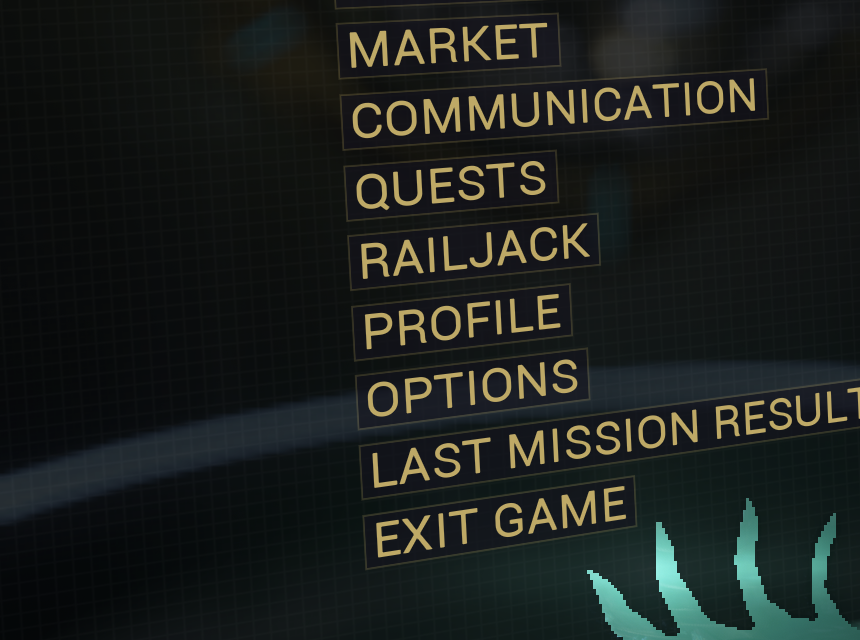 MARKET
COMMUNICATION
QUESTS
RAILJACK
PROFILE
OPTIONS
LAST MISSION RESULT
EXIT GAME